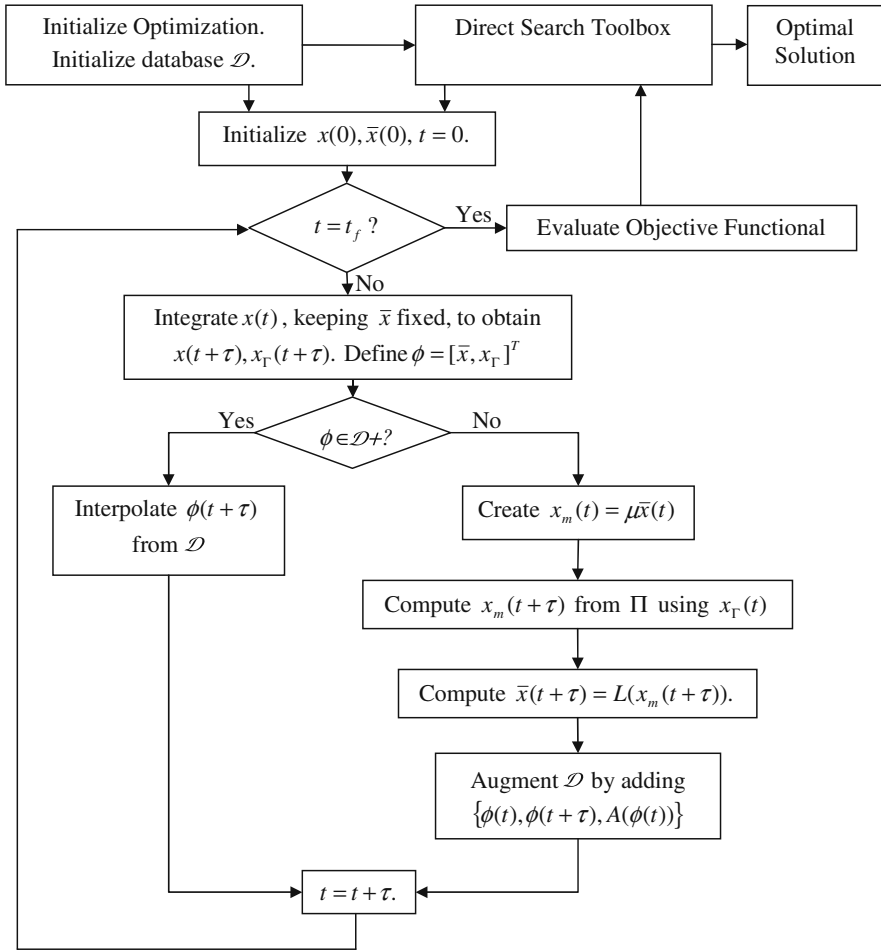 Initialize Optimization.
Initialize database 𝒟.
Direct Search Toolbox
Optimal
Solution
Initialize x(0), x̄(0), t = 0.
t = t_f ?
Yes
Evaluate Objective Functional
No
Integrate x(t) , keeping x̄ fixed, to obtain
x(t+τ), x_Γ(t+τ). Define φ = [x̄, x_Γ]^T
Yes
φ∈𝒟+?
No
Interpolate φ(t+τ)
from 𝒟
Create x_m(t) = μx̄(t)
Compute x_m(t+τ) from Π using x_Γ(t)
Compute x̄(t+τ) = L(x_m(t+τ)).
Augment 𝒟 by adding
{φ(t), φ(t+τ), A(φ(t))}
t = t+τ.